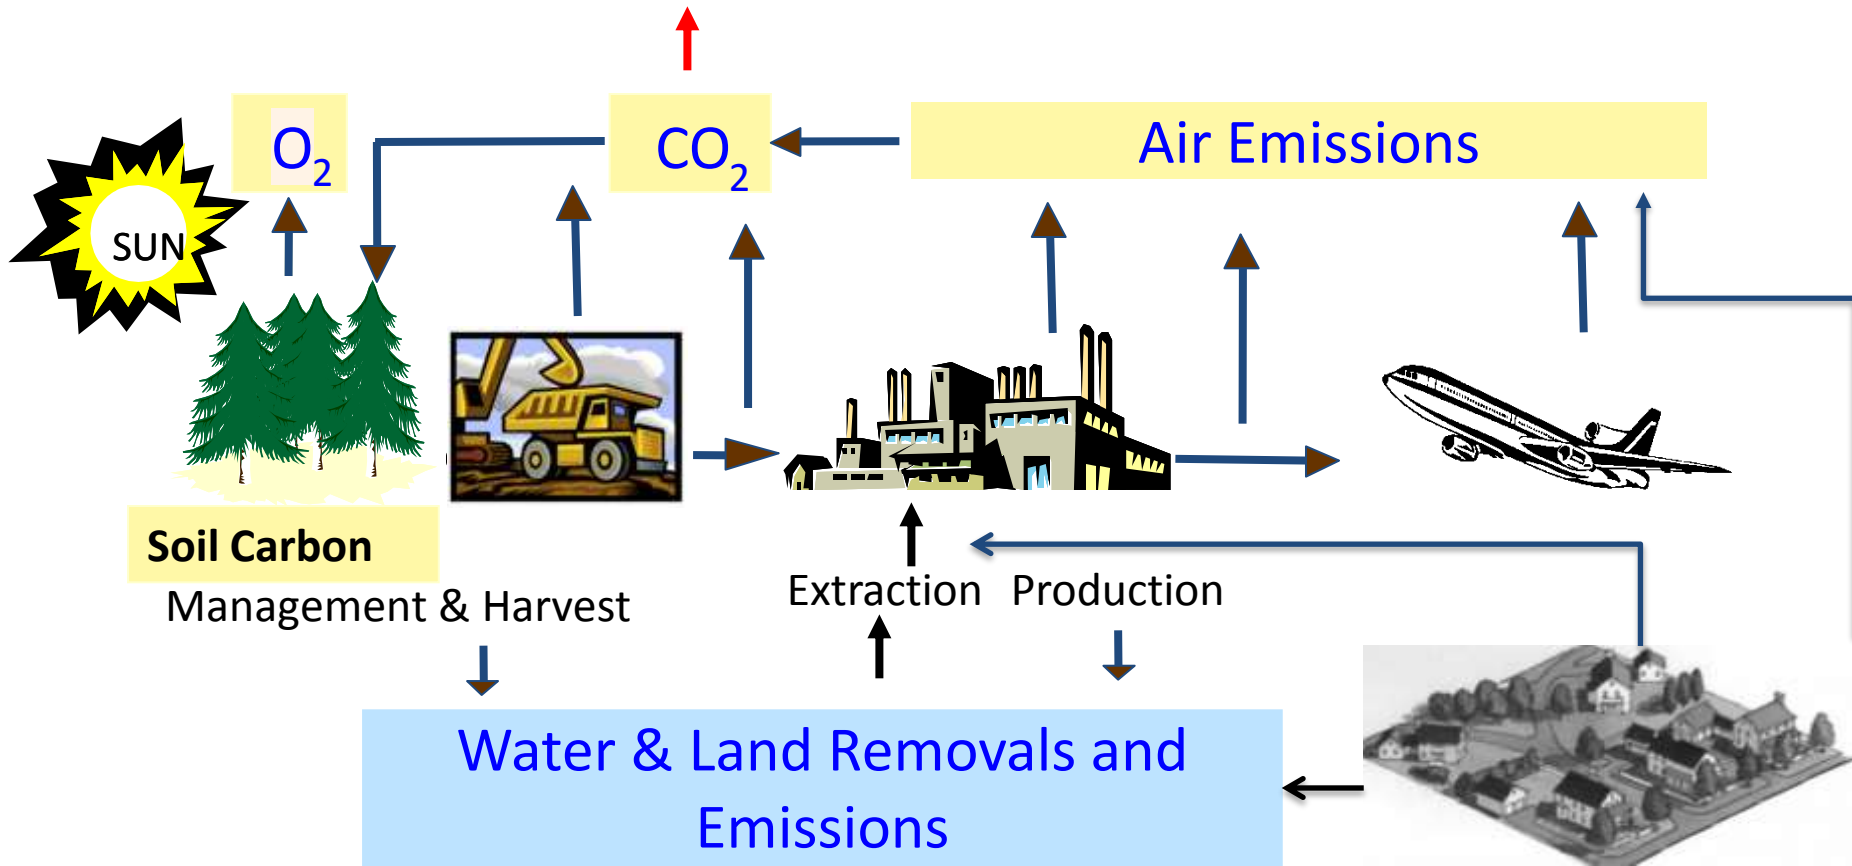 O₂
CO₂
Air Emissions
SUN
Soil Carbon
Management & Harvest
Extraction
Production
Water & Land Removals and
Emissions